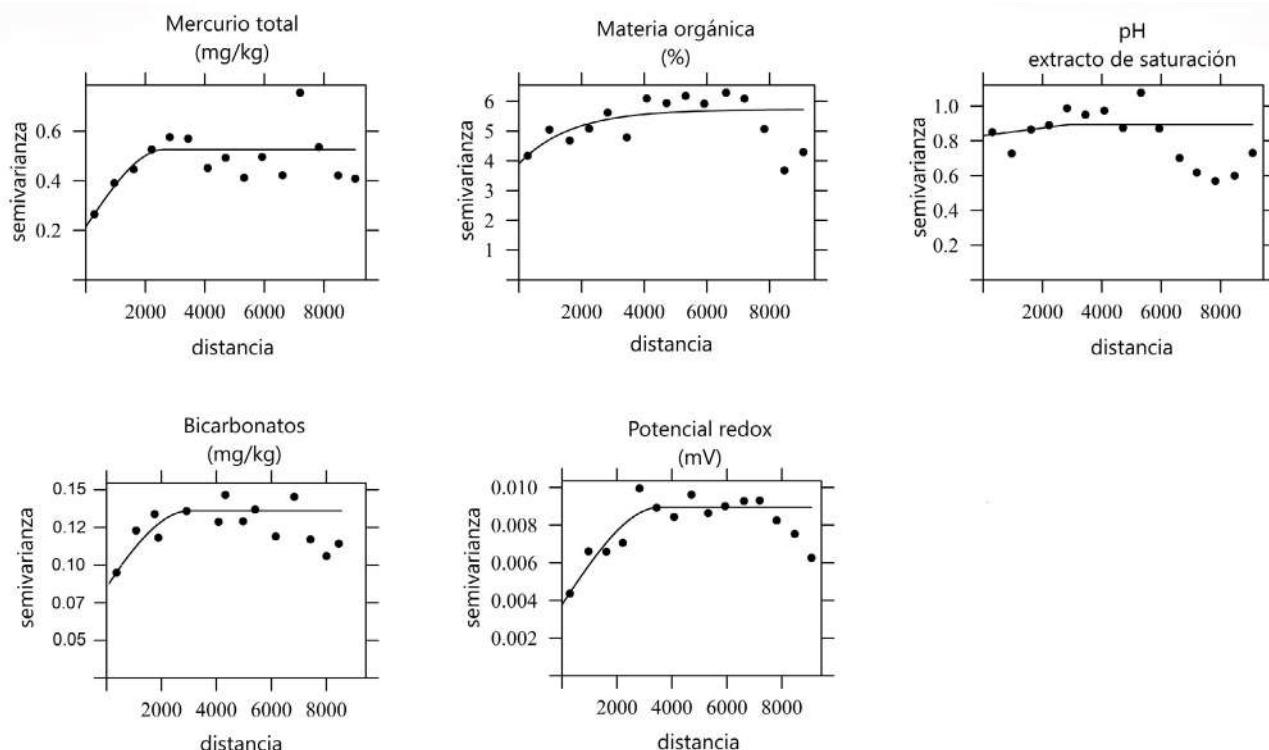 Mercurio total
(mg/kg)
semivarianza
0.6
0.4
0.2
2000 4000 6000 8000
distancia
Materia orgánica
(%)
semivarianza
6
5
4
3
2
1
2000 4000 6000 8000
distancia
pH
extracto de saturación
semivarianza
1.0
0.8
0.6
0.4
0.2
2000 4000 6000 8000
distancia
Bicarbonatos
(mg/kg)
semivarianza
0.15
0.12
0.10
0.07
0.05
2000 4000 6000 8000
distancia
Potencial redox
(mV)
semivarianza
0.010
0.008
0.006
0.004
0.002
2000 4000 6000 8000
distancia